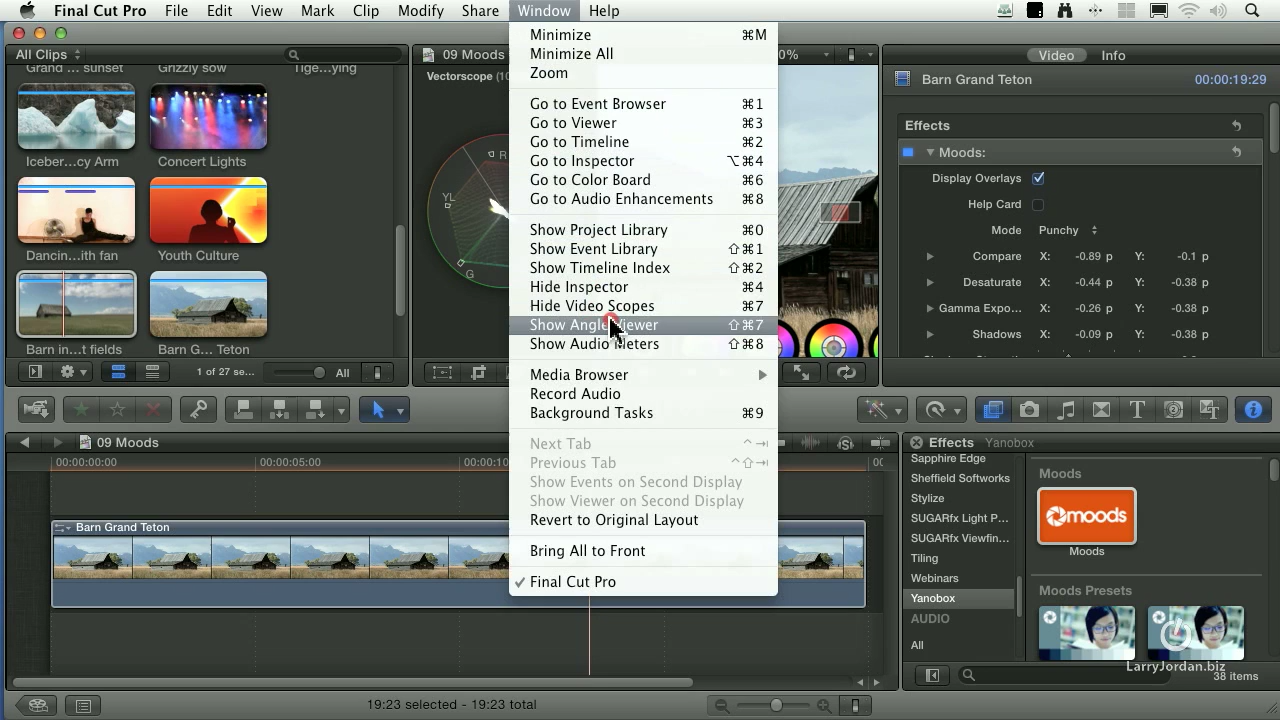 Final Cut Pro File Edit View Mark Clip Modify Share Window Help
All Clips
Grand ... sunset Grizzly sow Tige...ying
Iceber...cy Arm Concert Lights
Dancin...ith fan Youth Culture
Barn in...t fields Barn G... Teton
1 of 27 se... All
09 Moods 0%
Vectorscope (10
R
YL
G
Minimize ⌘M
Minimize All
Zoom
Go to Event Browser ⌘1
Go to Viewer ⌘3
Go to Timeline ⌘2
Go to Inspector ⌥⌘4
Go to Color Board ⌘6
Go to Audio Enhancements ⌘8
Show Project Library ⌘0
Show Event Library ⇧⌘1
Show Timeline Index ⇧⌘2
Hide Inspector ⌘4
Hide Video Scopes ⌘7
Show Angle Viewer ⇧⌘7
Show Audio Meters ⇧⌘8
Media Browser
Record Audio
Background Tasks ⌘9
Next Tab ⌃⇥
Previous Tab ⌃⇧⇥
Show Events on Second Display
Show Viewer on Second Display
Revert to Original Layout
Bring All to Front
✓ Final Cut Pro
Video Info
Barn Grand Teton 00:00:19:29
Effects
Moods:
Display Overlays
Help Card
Mode Punchy
Compare X: -0.89 p Y: -0.1 p
Desaturate X: -0.44 p Y: -0.38 p
Gamma Expo... X: -0.26 p Y: -0.38 p
Shadows X: -0.09 p Y: -0.38 p
09 Moods
00:00:00:00 00:00:05:00 00:00:10
Barn Grand Teton
19:23 selected - 19:23 total
Effects Yanobox
Sapphire Edge
Sheffield Softworks
Stylize
SUGARfx Light P...
SUGARfx Viewfin...
Tiling
Webinars
Yanobox
AUDIO
All
Moods
moods
Moods
Moods Presets
LarryJordan.biz
38 items